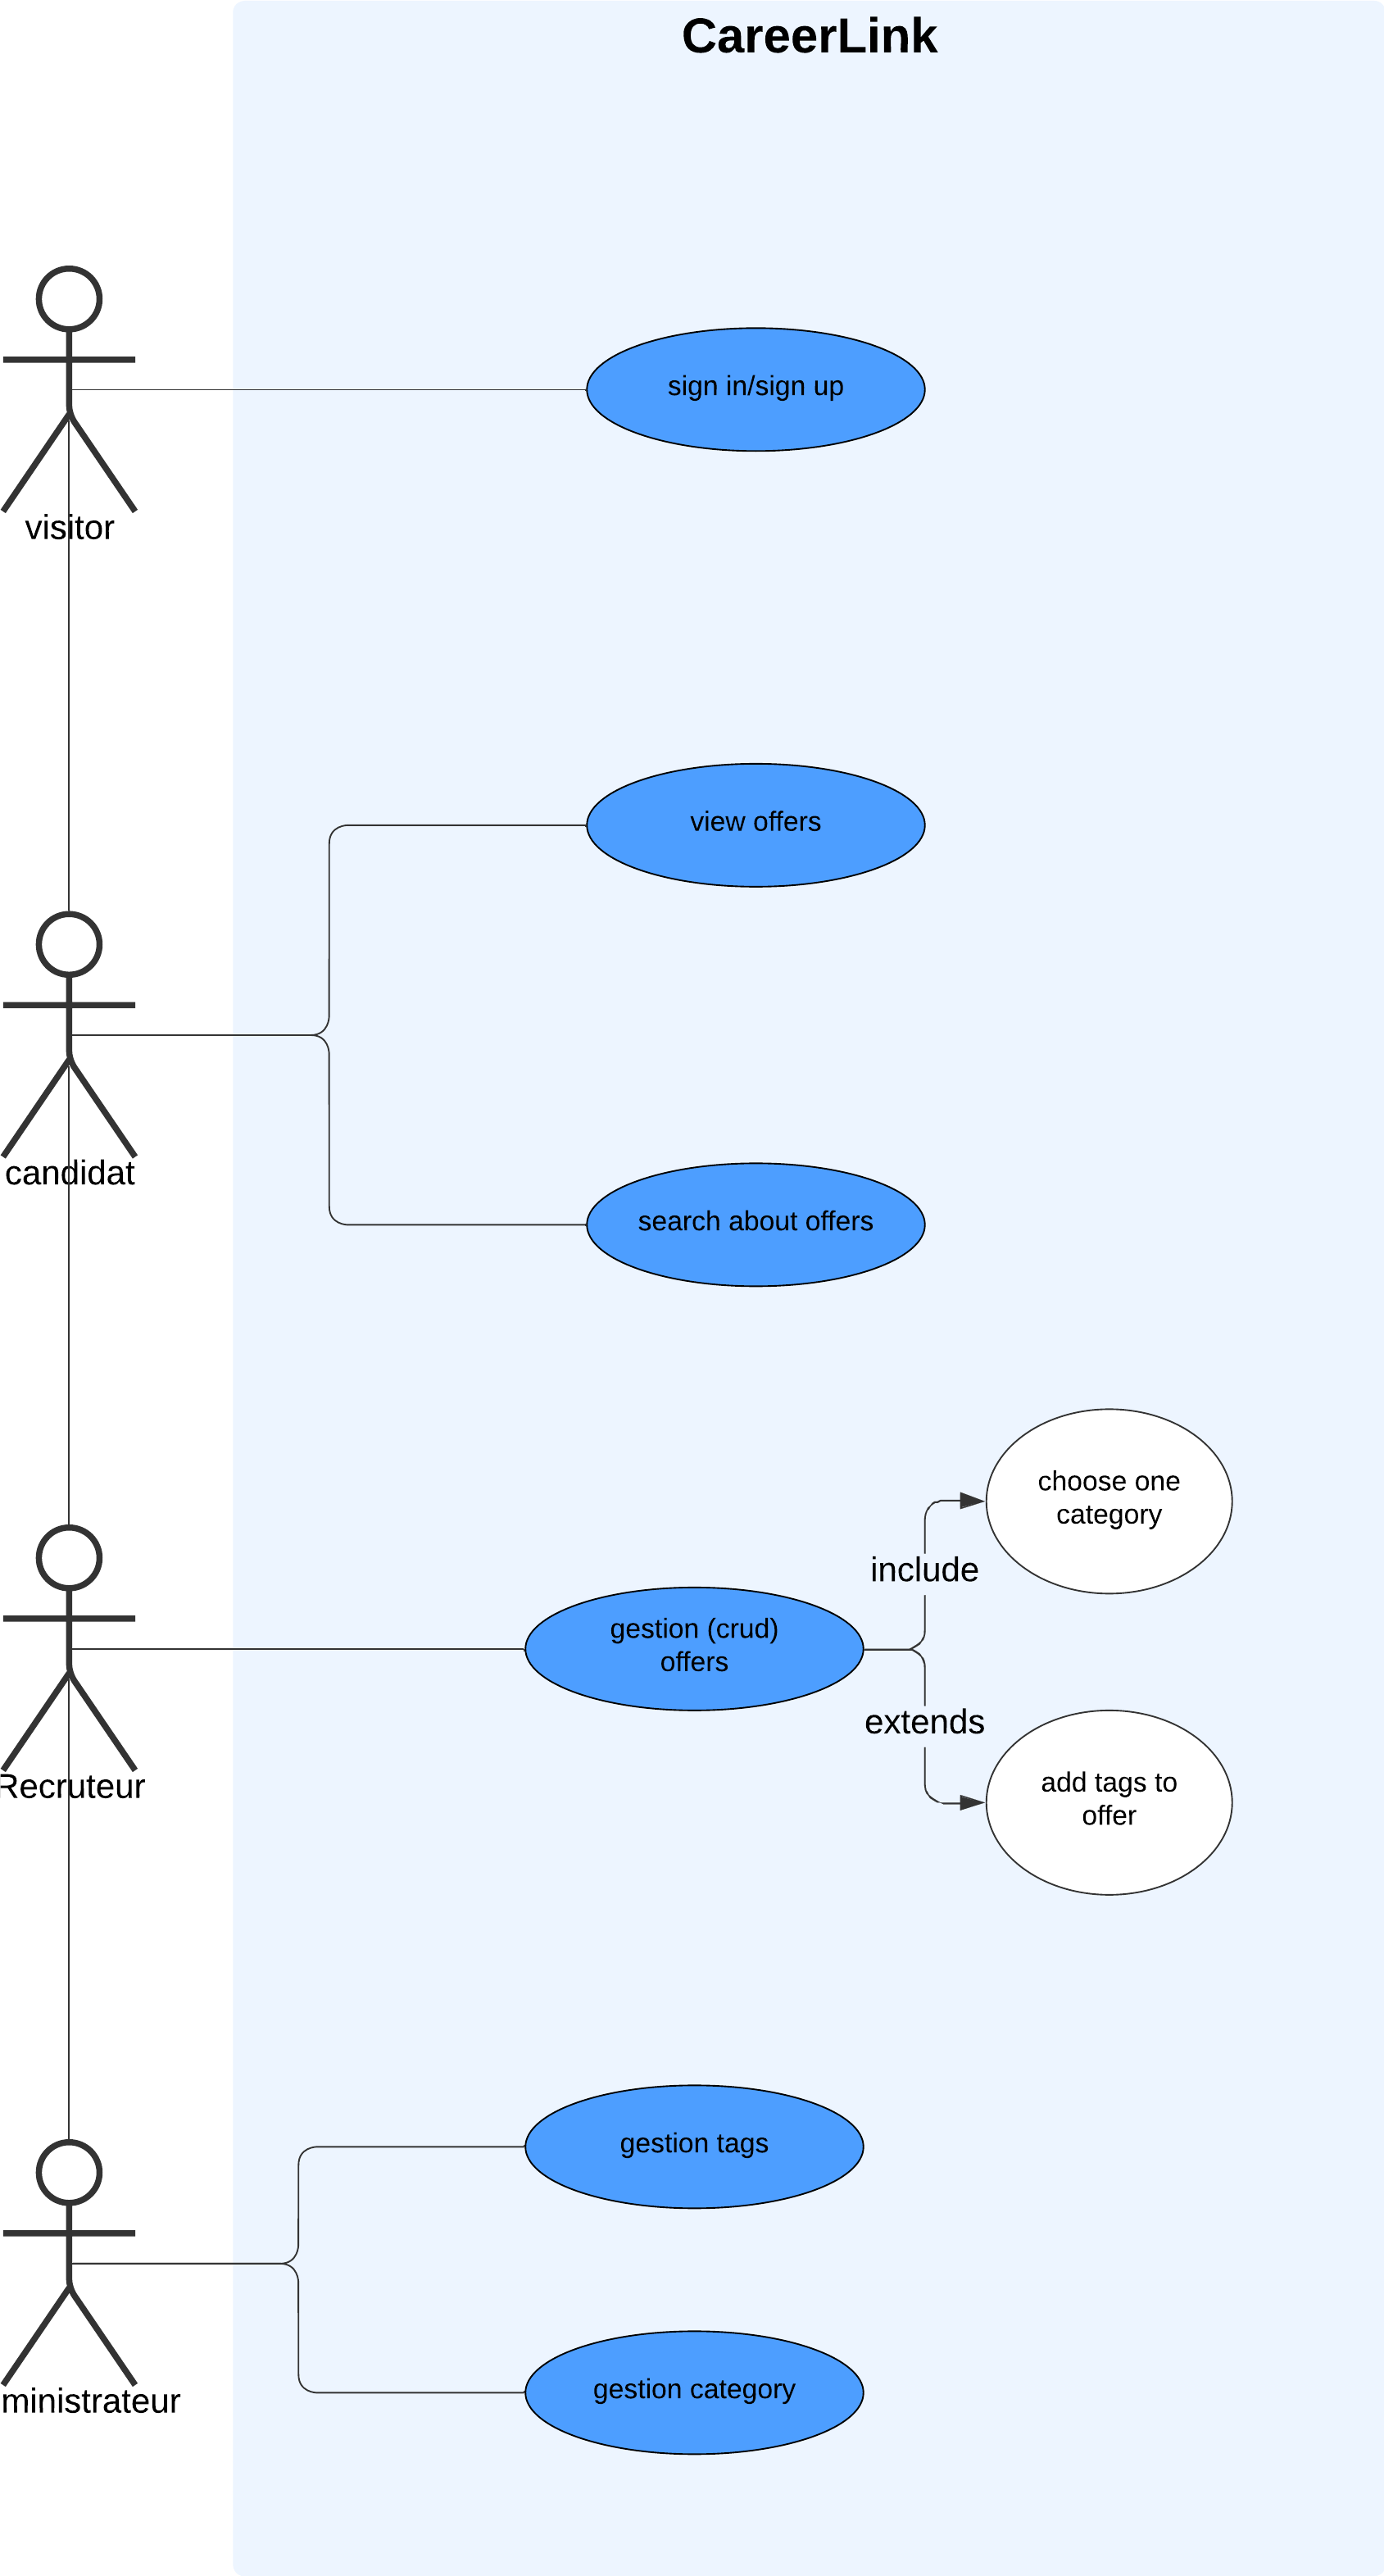 CareerLink
sign in/sign up
visitor
view offers
candidat
search about offers
choose one
category
include
gestion (crud)
offers
extends
Recruteur
add tags to
offer
gestion tags
gestion category
ministrateur